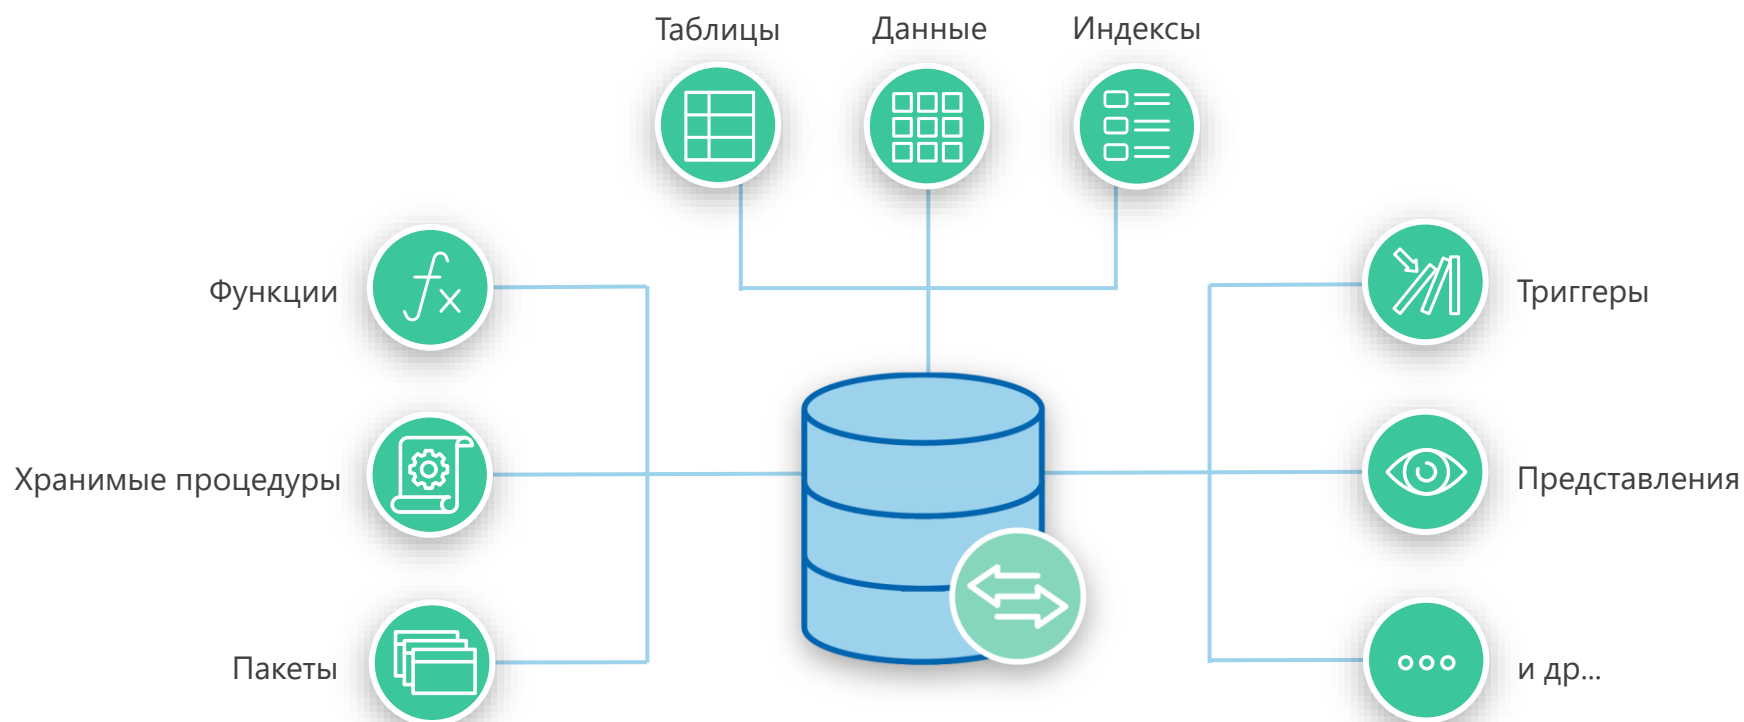 Таблицы
Данные
Индексы
Функции
Триггеры
Хранимые процедуры
Представления
Пакеты
и др...